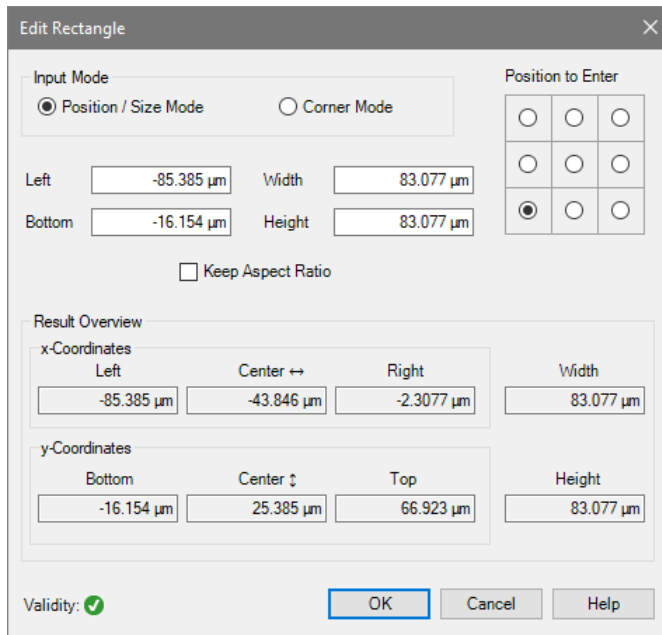 Edit Rectangle
Input Mode
Position / Size Mode Corner Mode
Position to Enter
Left -85.385 µm Width 83.077 µm
Bottom -16.154 µm Height 83.077 µm
Keep Aspect Ratio
Result Overview
x-Coordinates
Left Center ↔ Right Width
-85.385 µm -43.846 µm -2.3077 µm 83.077 µm
y-Coordinates
Bottom Center ↕ Top Height
-16.154 µm 25.385 µm 66.923 µm 83.077 µm
Validity: OK Cancel Help